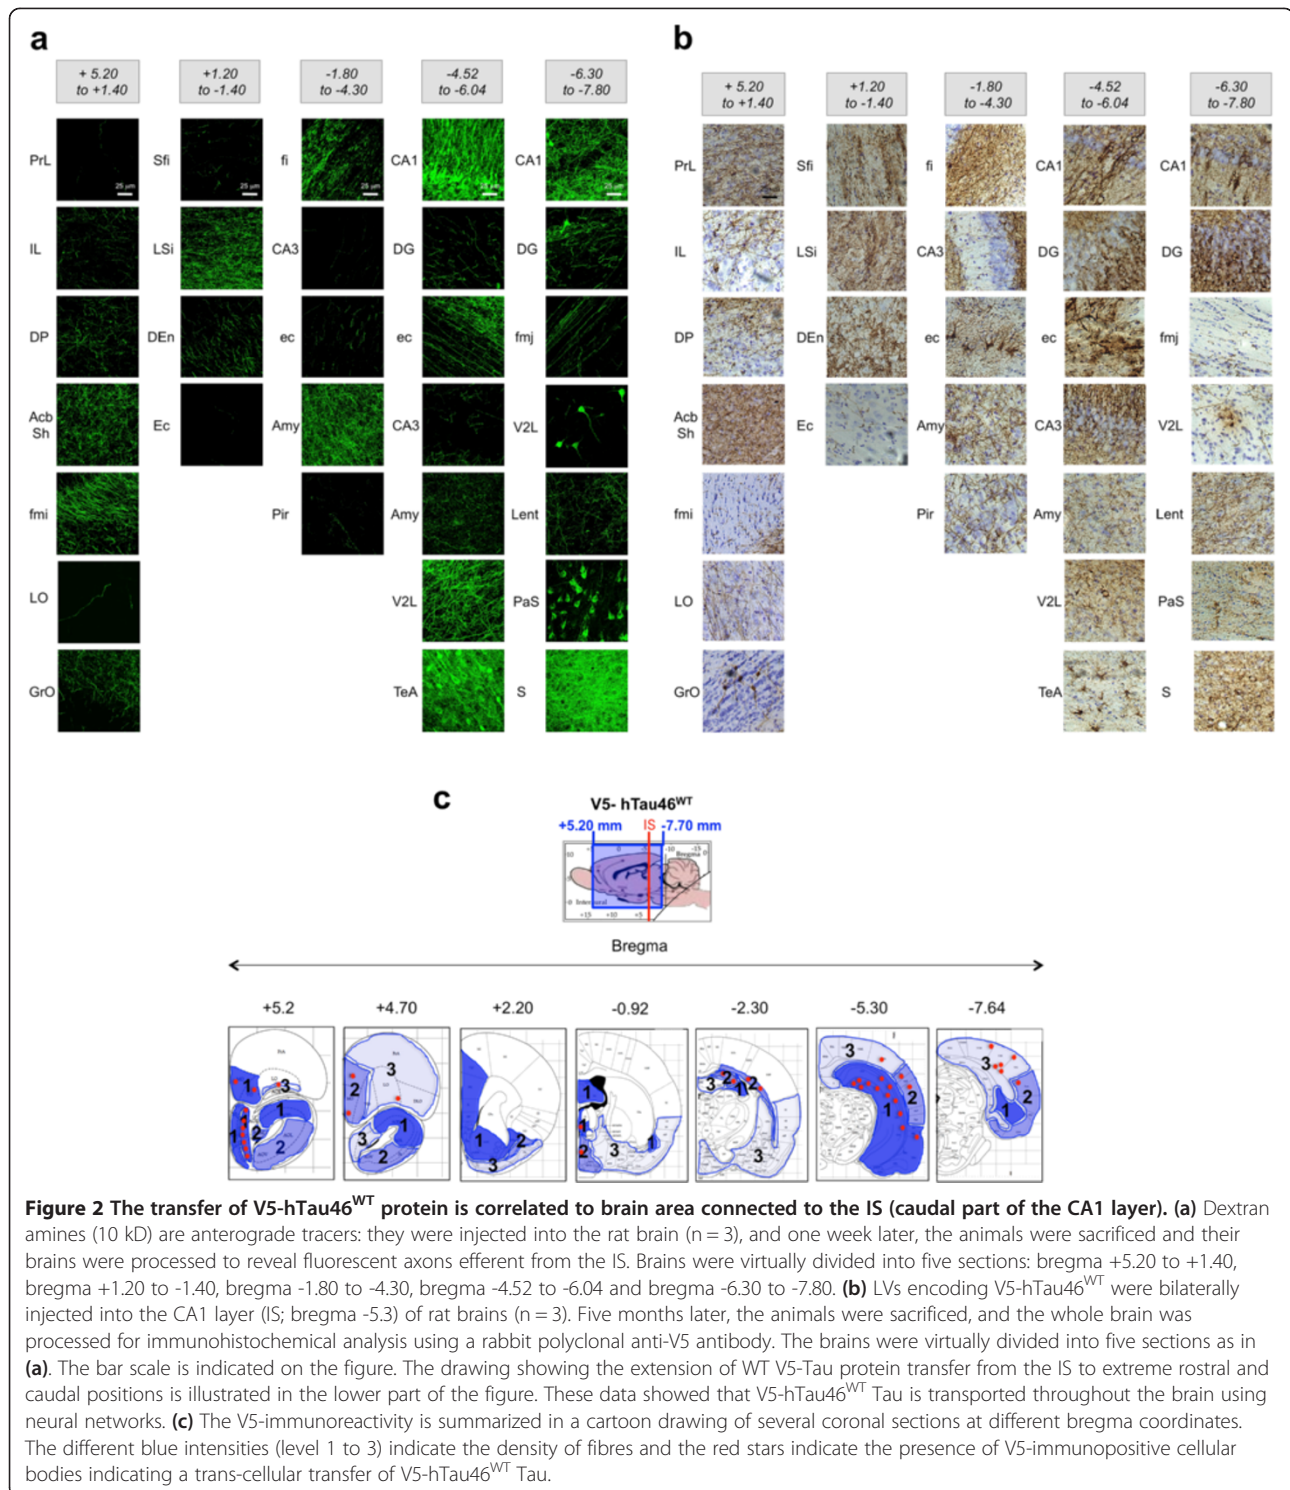 a
+ 5.20 to +1.40
+1.20 to -1.40
-1.80 to -4.30
-4.52 to -6.04
-6.30 to -7.80
PrL
Sfi
fi
CA1
CA1
25 µm
25 µm
25 µm
25 µm
IL
LSi
CA3
DG
DG
DP
DEn
ec
ec
fmj
Acb Sh
Ec
Amy
CA3
V2L
fmi
Pir
Amy
Lent
LO
V2L
PaS
GrO
TeA
S
b
+ 5.20 to +1.40
+1.20 to -1.40
-1.80 to -4.30
-4.52 to -6.04
-6.30 to -7.80
PrL
Sfi
fi
CA1
CA1
IL
LSi
CA3
DG
DG
DP
DEn
ec
ec
fmj
Acb Sh
Ec
Amy
CA3
V2L
fmi
Pir
Amy
Lent
LO
V2L
PaS
GrO
TeA
S
c
V5- hTau46WT
+5.20 mm IS -7.70 mm
Bregma
+5.2 +4.70 +2.20 -0.92 -2.30 -5.30 -7.64
Figure 2 The transfer of V5-hTau46WT protein is correlated to brain area connected to the IS (caudal part of the CA1 layer). (a) Dextran
amines (10 kD) are anterograde tracers: they were injected into the rat brain (n = 3), and one week later, the animals were sacrificed and their
brains were processed to reveal fluorescent axons efferent from the IS. Brains were virtually divided into five sections: bregma +5.20 to +1.40,
bregma +1.20 to -1.40, bregma -1.80 to -4.30, bregma -4.52 to -6.04 and bregma -6.30 to -7.80. (b) LVs encoding V5-hTau46WT were bilaterally
injected into the CA1 layer (IS; bregma -5.3) of rat brains (n = 3). Five months later, the animals were sacrificed, and the whole brain was
processed for immunohistochemical analysis using a rabbit polyclonal anti-V5 antibody. The brains were virtually divided into five sections as in
(a). The bar scale is indicated on the figure. The drawing showing the extension of WT V5-Tau protein transfer from the IS to extreme rostral and
caudal positions is illustrated in the lower part of the figure. These data showed that V5-hTau46WT Tau is transported throughout the brain using
neural networks. (c) The V5-immunoreactivity is summarized in a cartoon drawing of several coronal sections at different bregma coordinates.
The different blue intensities (level 1 to 3) indicate the density of fibres and the red stars indicate the presence of V5-immunopositive cellular
bodies indicating a trans-cellular transfer of V5-hTau46WT Tau.